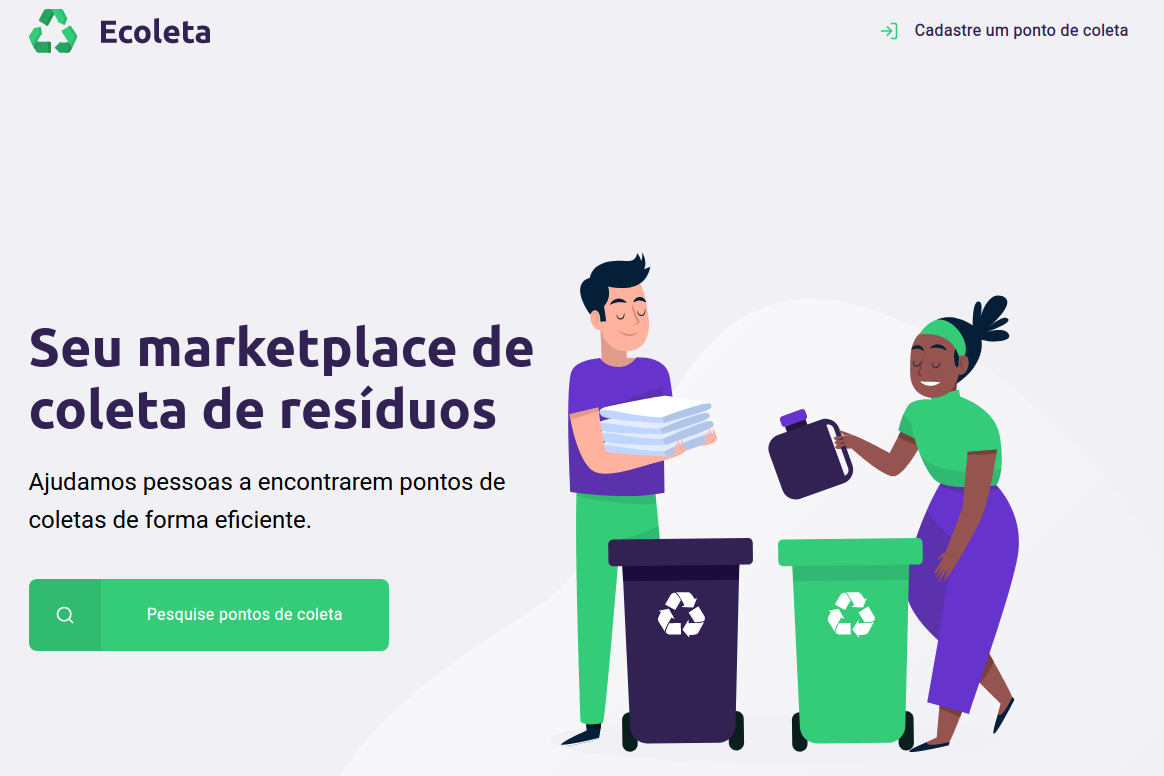 Ecoleta
Cadastre um ponto de coleta
Seu marketplace de
coleta de resíduos
Ajudamos pessoas a encontrarem pontos de
coletas de forma eficiente.
Pesquise pontos de coleta